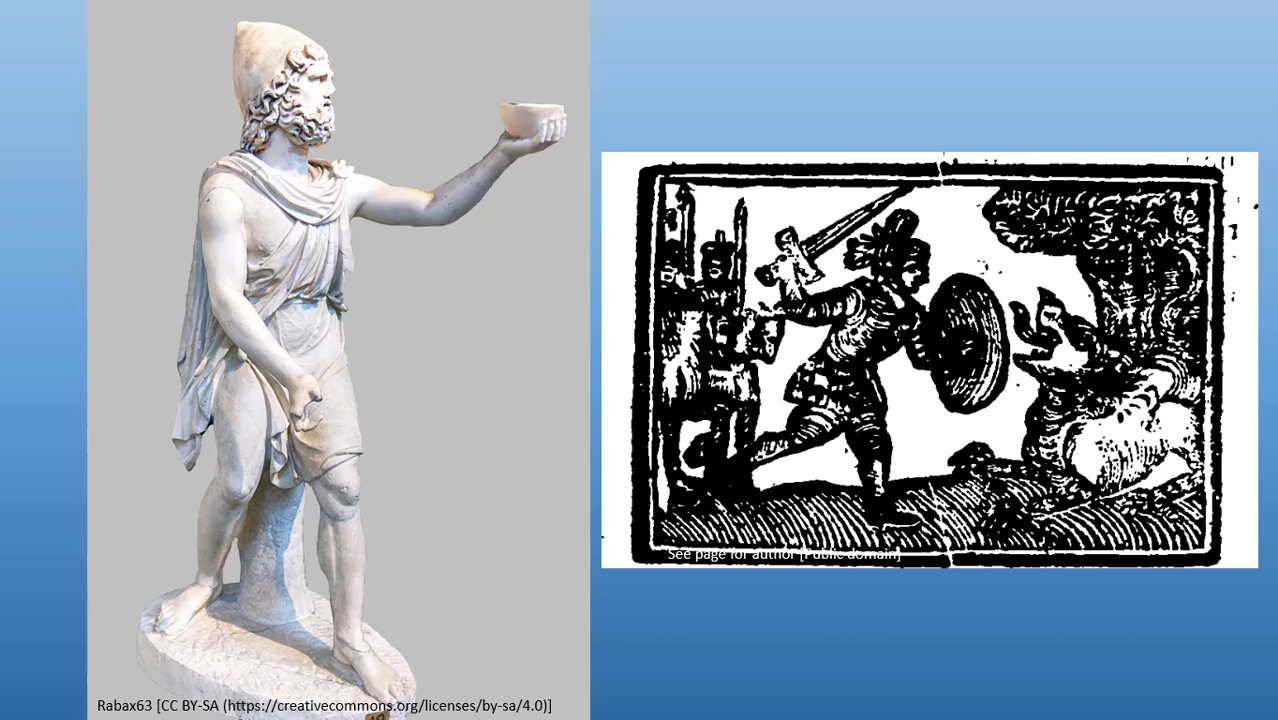 Rabax63 [CC BY-SA (https://creativecommons.org/licenses/by-sa/4.0)]
See page for author [Public domain]